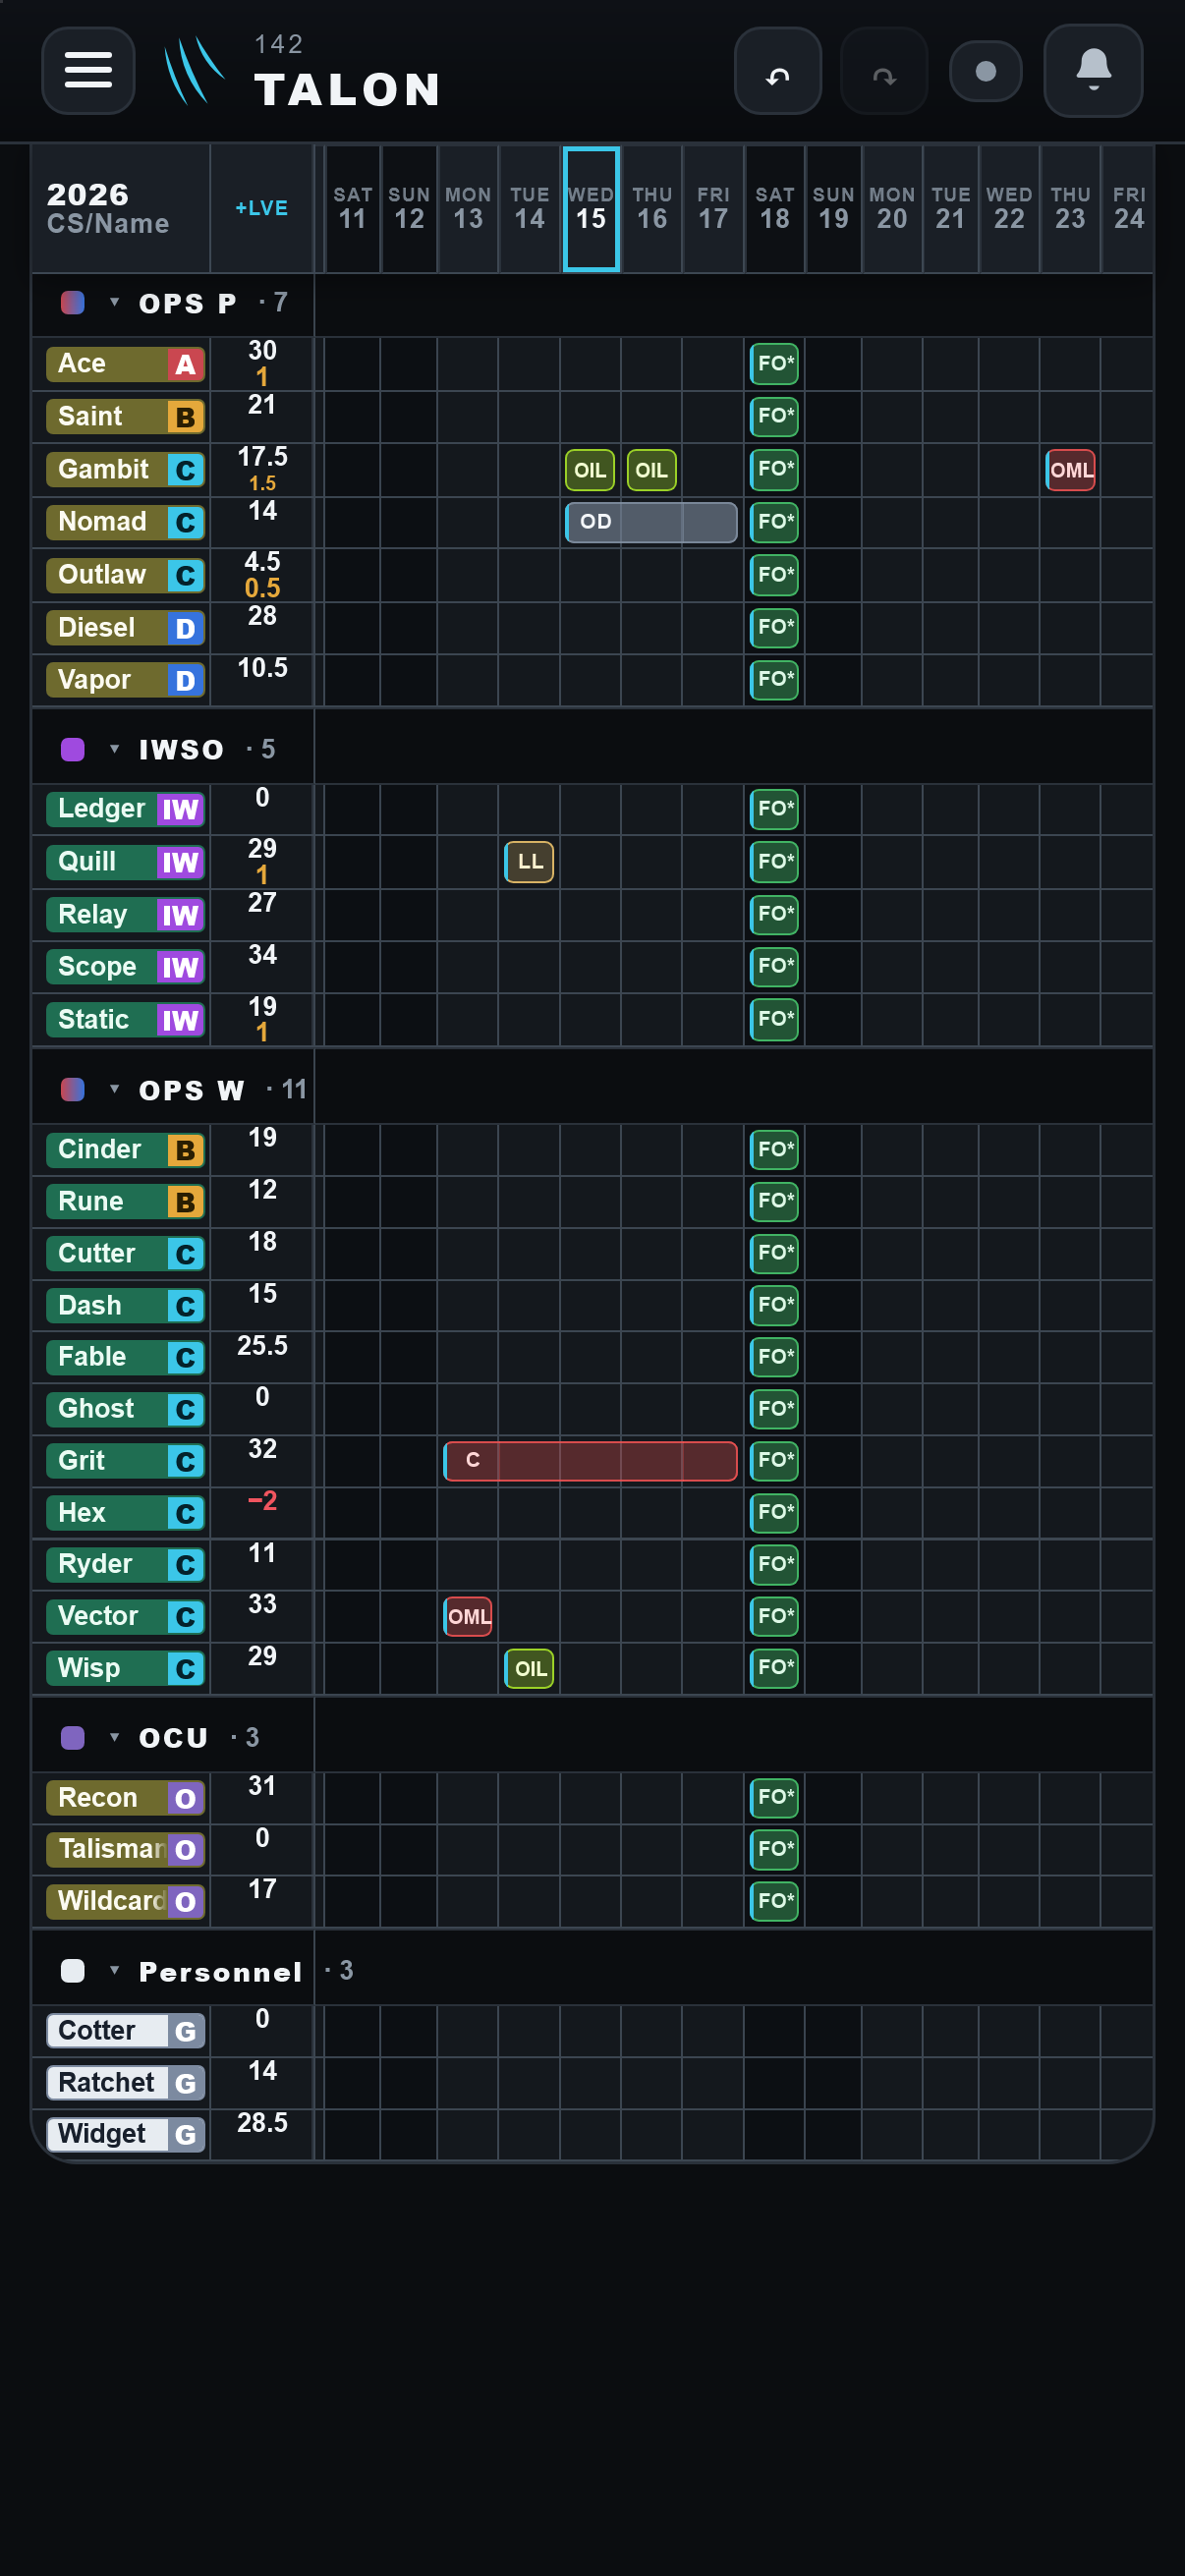 142
TALON
2026
CS/Name
+LVE
SAT 11 SUN 12 MON 13 TUE 14 WED 15 THU 16 FRI 17 SAT 18 SUN 19 MON 20 TUE 21 WED 22 THU 23 FRI 24
OPS P · 7
Ace A 30 1 FO*
Saint B 21 FO*
Gambit C 17.5 1.5 OIL OIL FO* OML
Nomad C 14 OD FO*
Outlaw C 4.5 0.5 FO*
Diesel D 28 FO*
Vapor D 10.5 FO*
IWSO · 5
Ledger IW 0 FO*
Quill IW 29 1 LL FO*
Relay IW 27 FO*
Scope IW 34 FO*
Static IW 19 1 FO*
OPS W · 11
Cinder B 19 FO*
Rune B 12 FO*
Cutter C 18 FO*
Dash C 15 FO*
Fable C 25.5 FO*
Ghost C 0 FO*
Grit C 32 C FO*
Hex C −2 FO*
Ryder C 11 FO*
Vector C 33 OML FO*
Wisp C 29 OIL FO*
OCU · 3
Recon O 31 FO*
Talisman O 0 FO*
Wildcard O 17 FO*
Personnel · 3
Cotter G 0
Ratchet G 14
Widget G 28.5